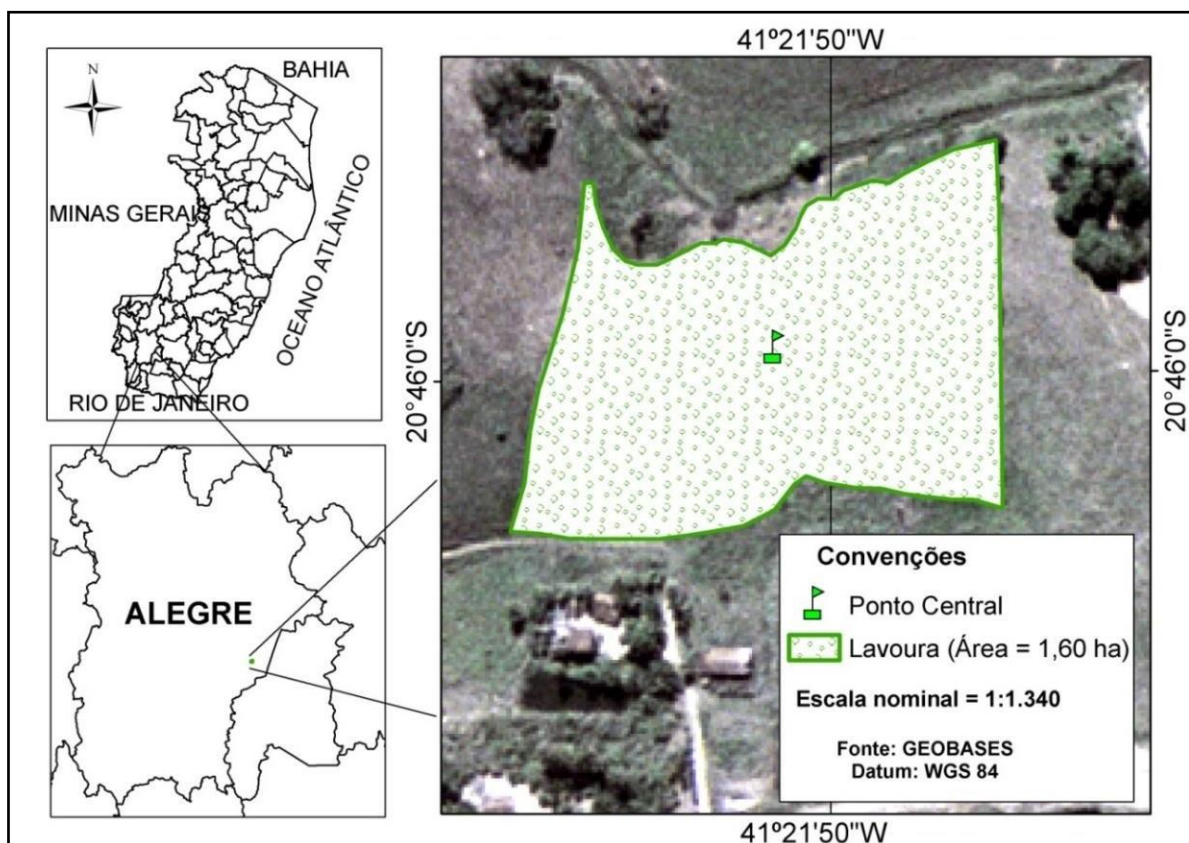 N
BAHIA
MINAS GERAIS
OCEANO ATLÂNTICO
RIO DE JANEIRO
ALEGRE
41º21'50"W
20°46'0"S
20°46'0"S
Convenções
Ponto Central
Lavoura (Área = 1,60 ha)
Escala nominal = 1:1.340
Fonte: GEOBASES
Datum: WGS 84
41º21'50"W